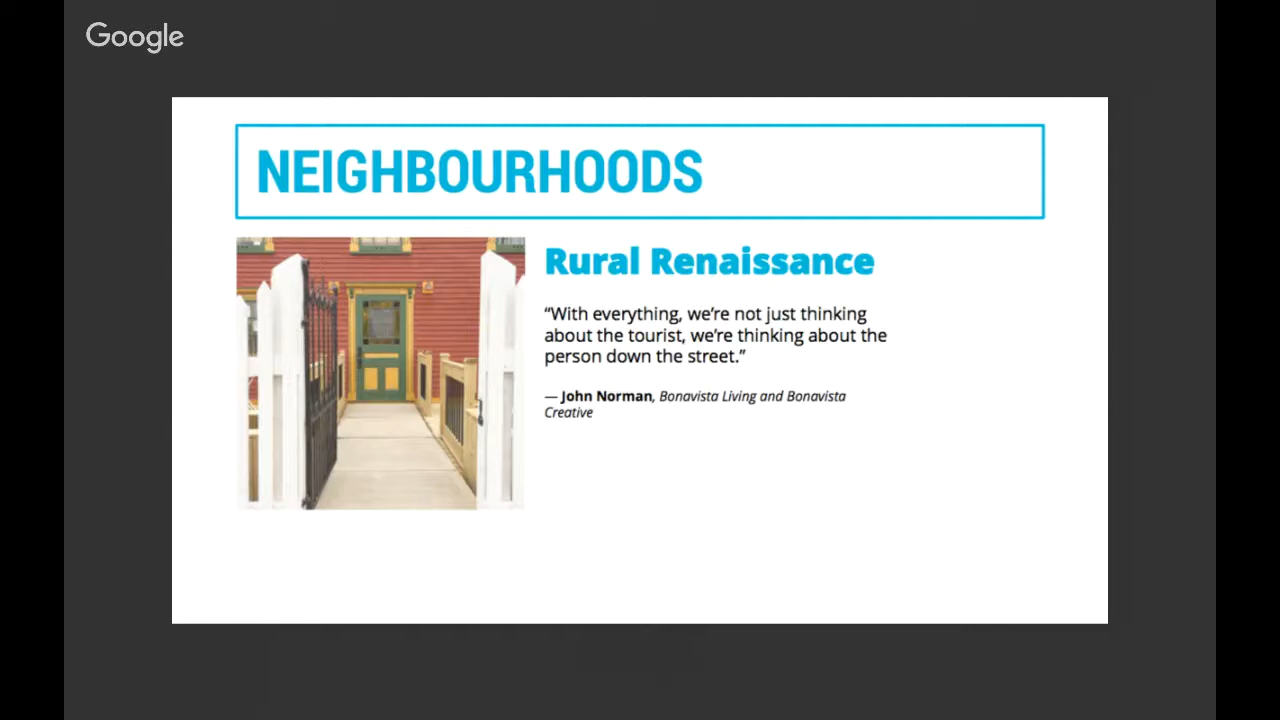 Google
NEIGHBOURHOODS
Rural Renaissance
“With everything, we’re not just thinking
about the tourist, we’re thinking about the
person down the street.”
— John Norman, Bonavista Living and Bonavista
Creative